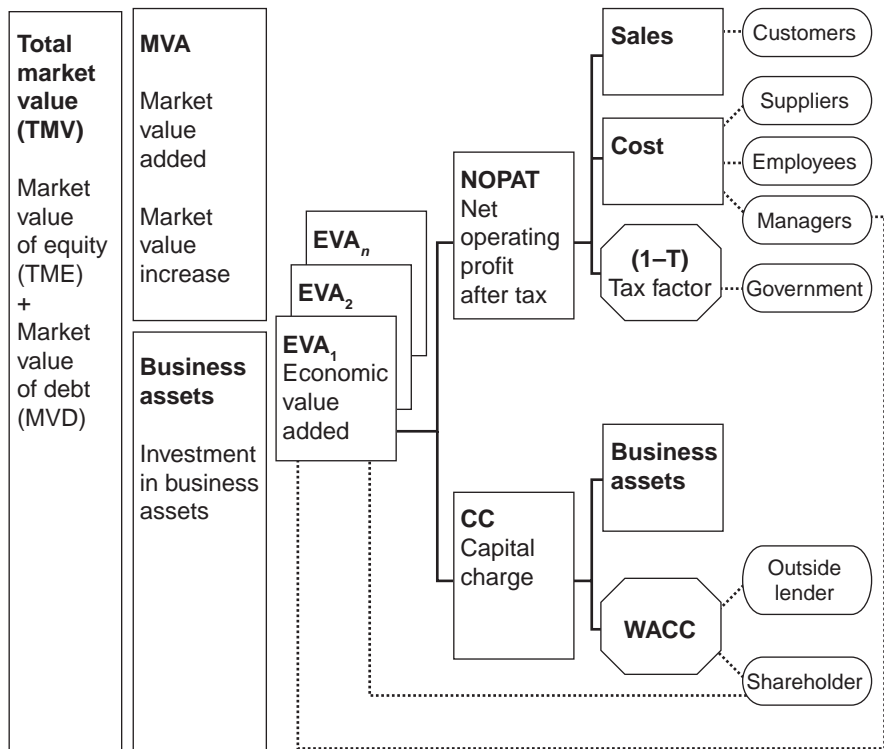 Total
market
value
(TMV)
Market
value
of equity
(TME)
+
Market
value
of debt
(MVD)
MVA
Market
value
added
Market
value
increase
Business
assets
Investment
in business
assets
EVAn
EVA2
EVA1
Economic
value
added
NOPAT
Net
operating
profit
after tax
CC
Capital
charge
Sales
Cost
(1–T)
Tax factor
Business
assets
WACC
Customers
Suppliers
Employees
Managers
Government
Outside
lender
Shareholder